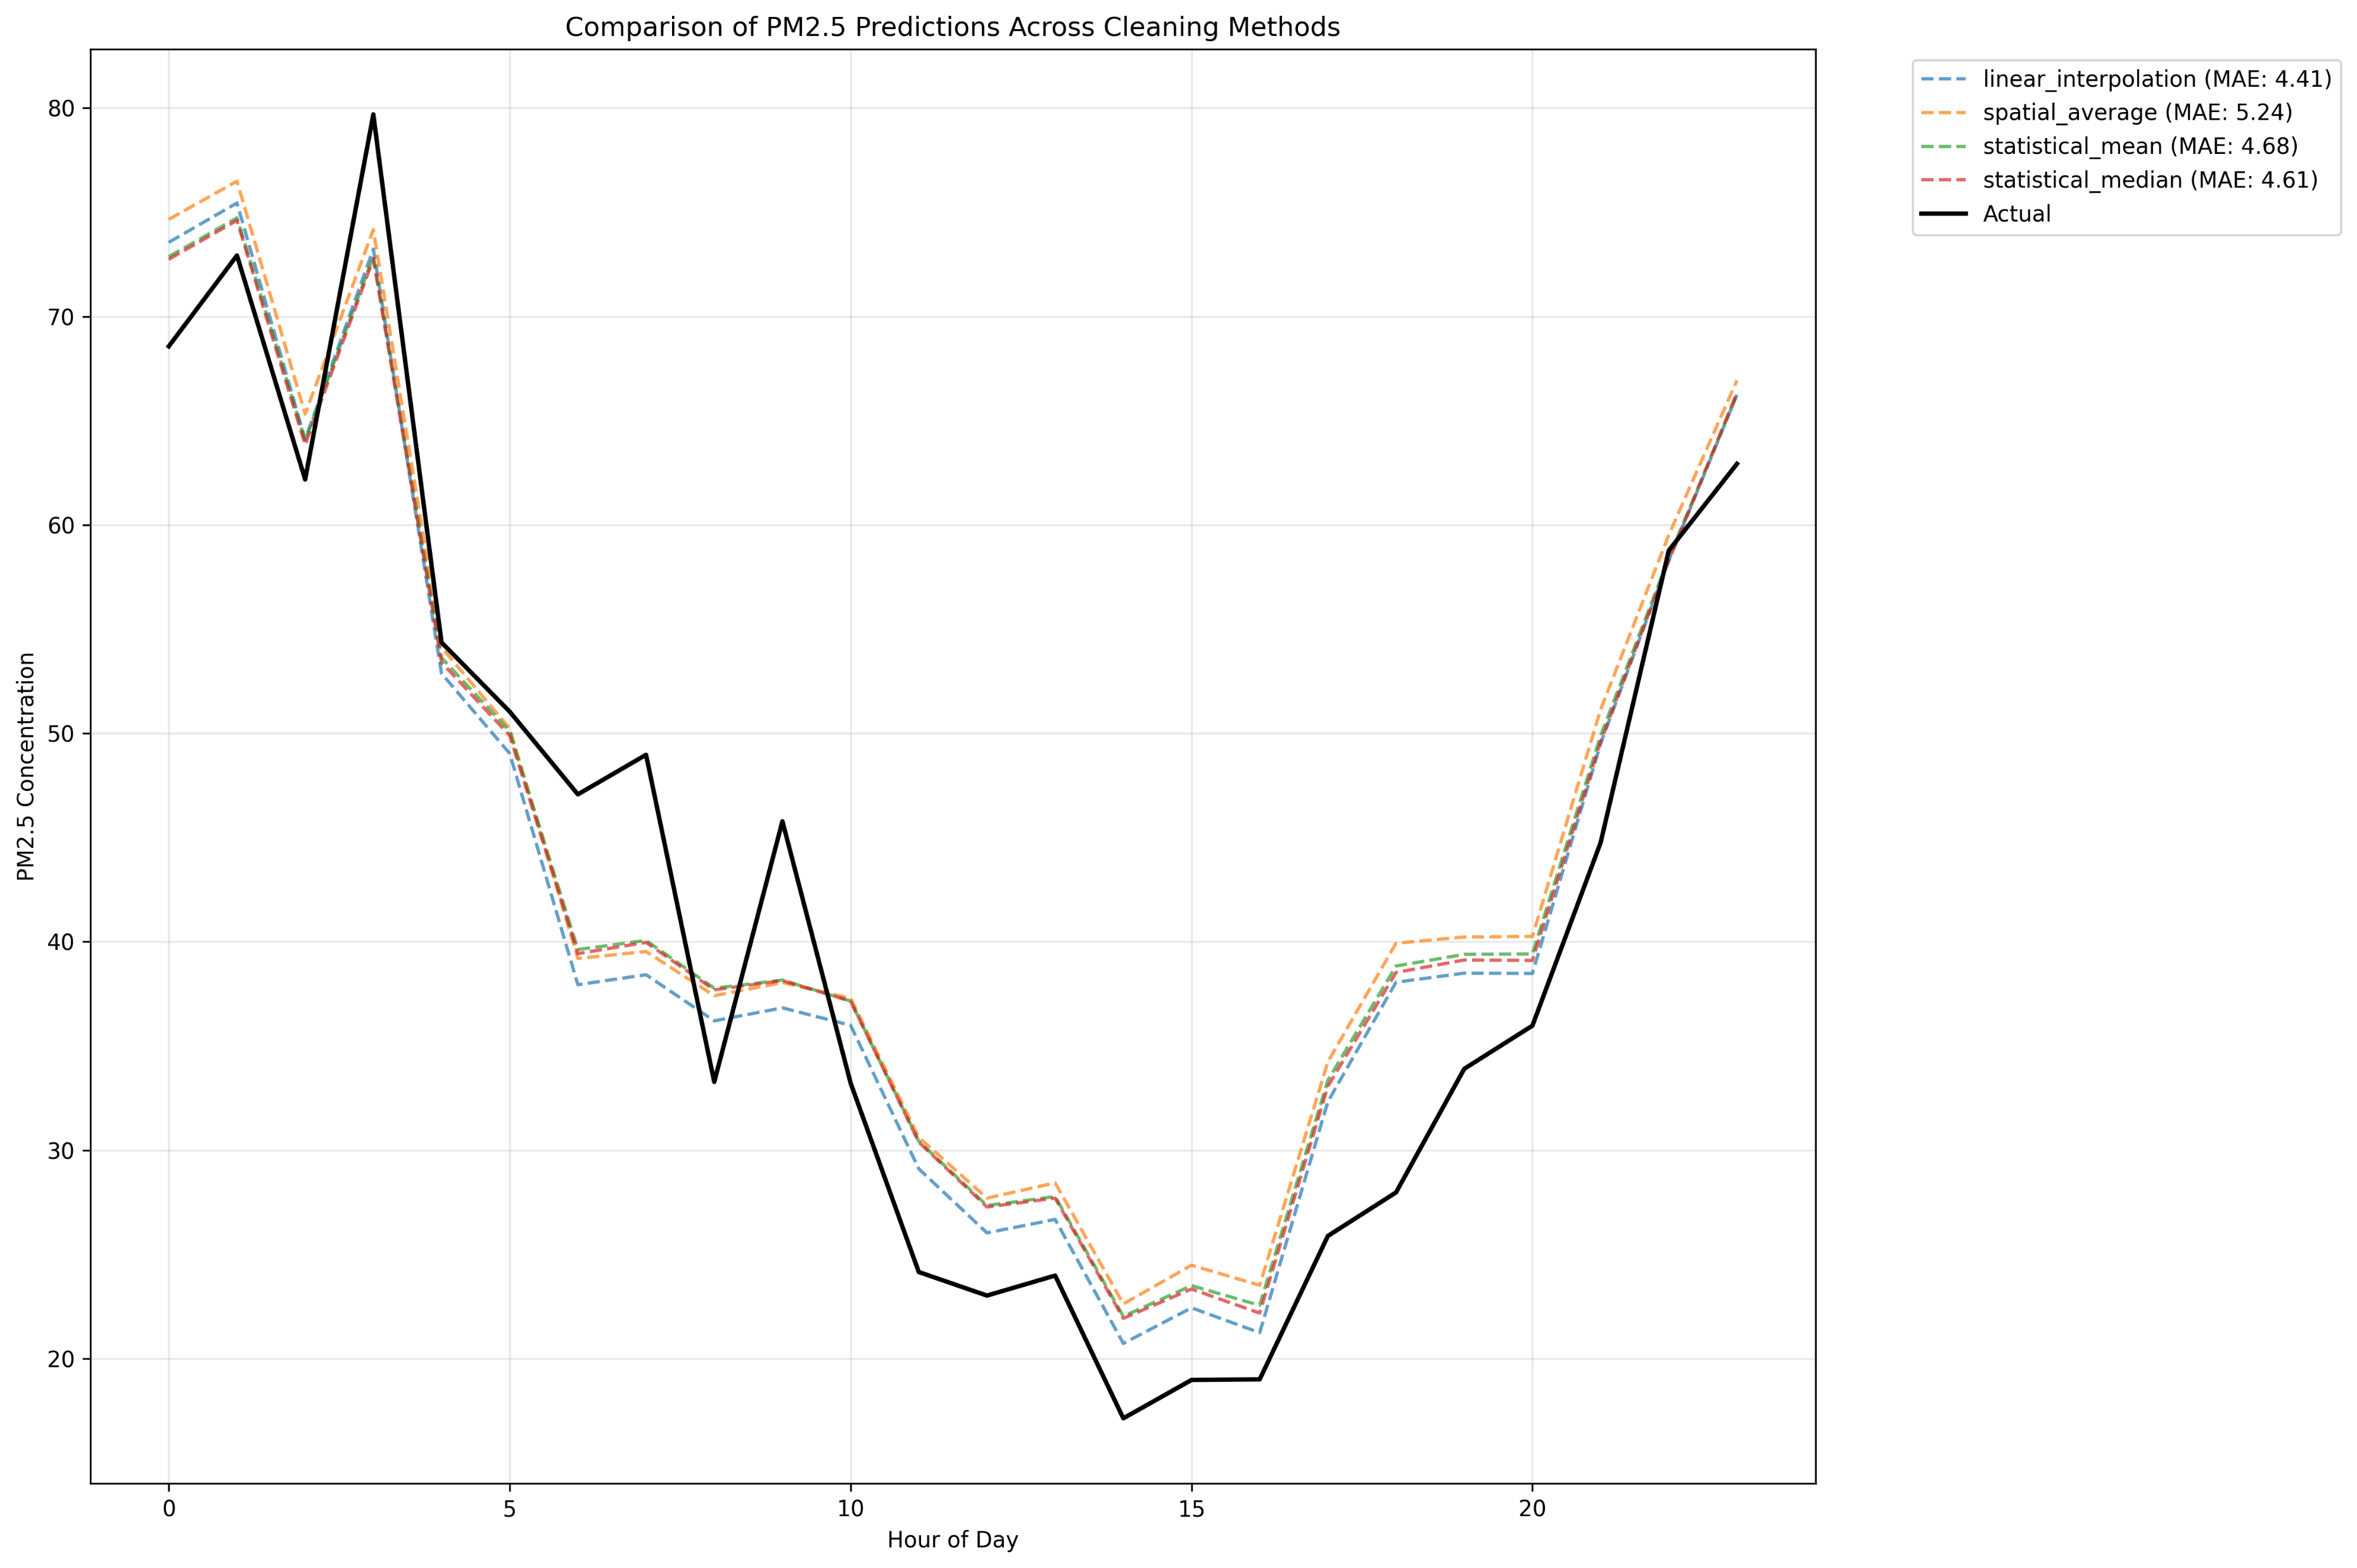 Comparison of PM2.5 Predictions Across Cleaning Methods
linear_interpolation (MAE: 4.41)
spatial_average (MAE: 5.24)
statistical_mean (MAE: 4.68)
statistical_median (MAE: 4.61)
Actual
PM2.5 Concentration
80
70
60
50
40
30
20
0 5 10 15 20
Hour of Day